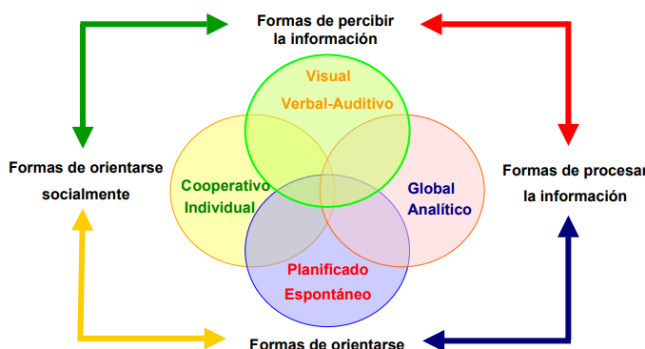 Formas de percibir
la información
Visual
Verbal-Auditivo
Formas de orientarse
socialmente
Cooperativo
Individual
Global
Analítico
Formas de procesar
la información
Planificado
Espontáneo
Formas de orientarse